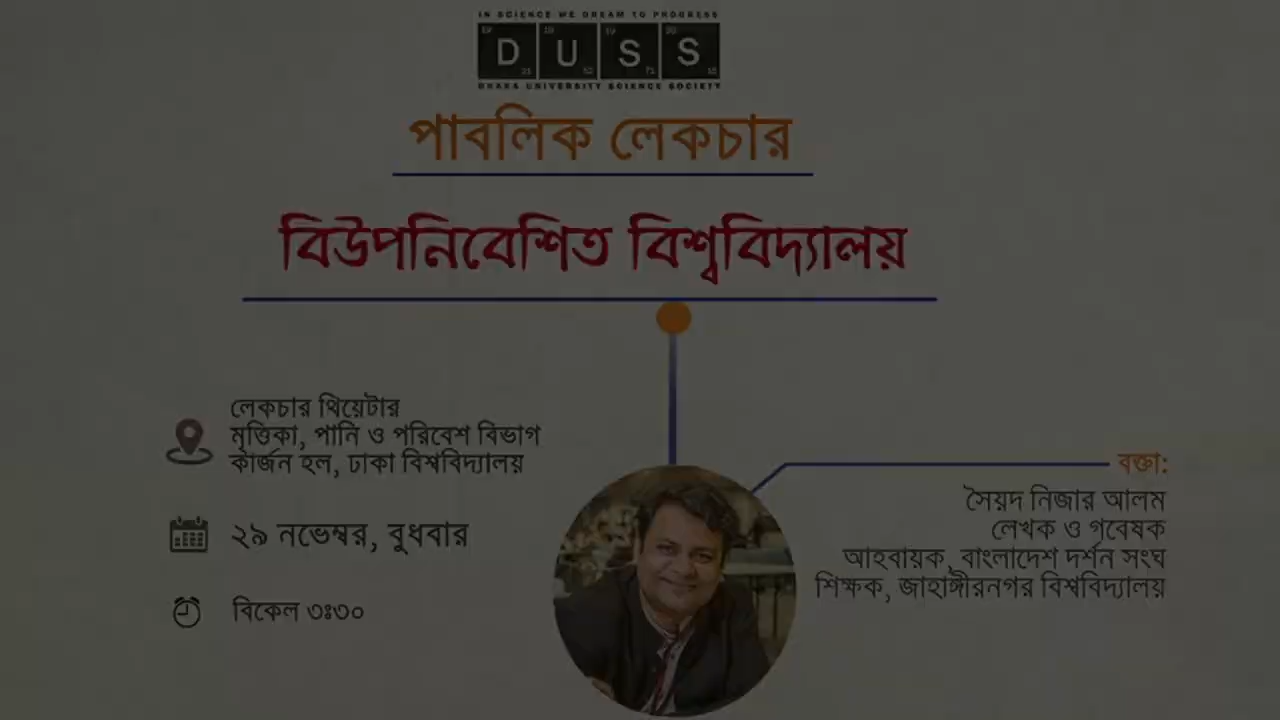 IN SCIENCE WE DREAM TO PROGRESS
D U S S
DHAKA UNIVERSITY SCIENCE SOCIETY
পাবলিক লেকচার
বিউপনিবেশিত বিশ্ববিদ্যালয়
লেকচার থিয়েটার
মৃত্তিকা, পানি ও পরিবেশ বিভাগ
কার্জন হল, ঢাকা বিশ্ববিদ্যালয়
২৯ নভেম্বর, বুধবার
বিকেল ৩ঃ৩০
বক্তা:
সৈয়দ নিজার আলম
লেখক ও গবেষক
আহবায়ক, বাংলাদেশ দর্শন সংঘ
শিক্ষক, জাহাঙ্গীরনগর বিশ্ববিদ্যালয়